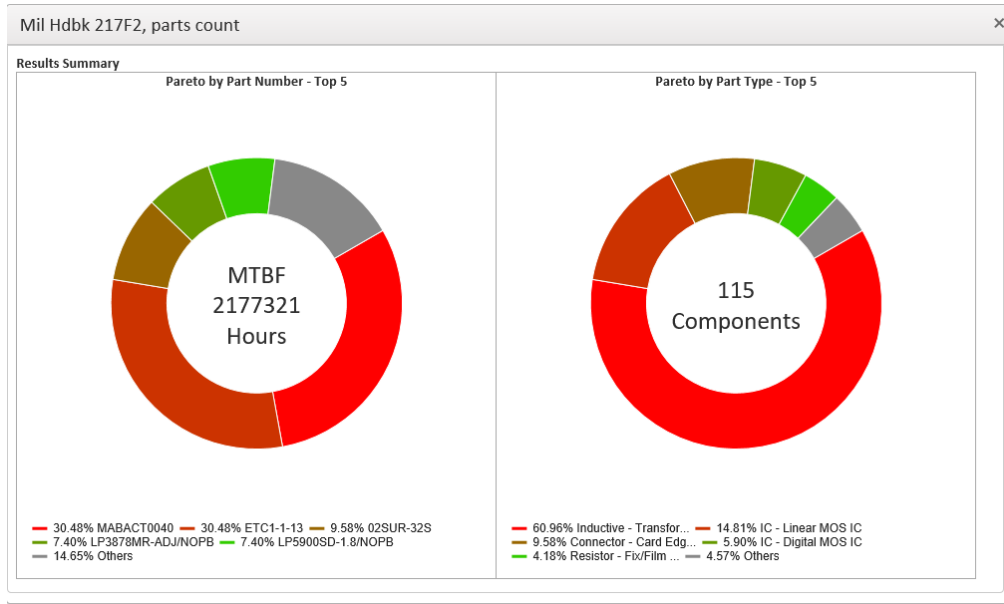 Mil Hdbk 217F2, parts count ×
Results Summary
Pareto by Part Number - Top 5
MTBF
2177321
Hours
30.48% MABACT0040 30.48% ETC1-1-13 9.58% 02SUR-32S
7.40% LP3878MR-ADJ/NOPB 7.40% LP5900SD-1.8/NOPB
14.65% Others
Pareto by Part Type - Top 5
115
Components
60.96% Inductive - Transfor... 14.81% IC - Linear MOS IC
9.58% Connector - Card Edg... 5.90% IC - Digital MOS IC
4.18% Resistor - Fix/Film ... 4.57% Others